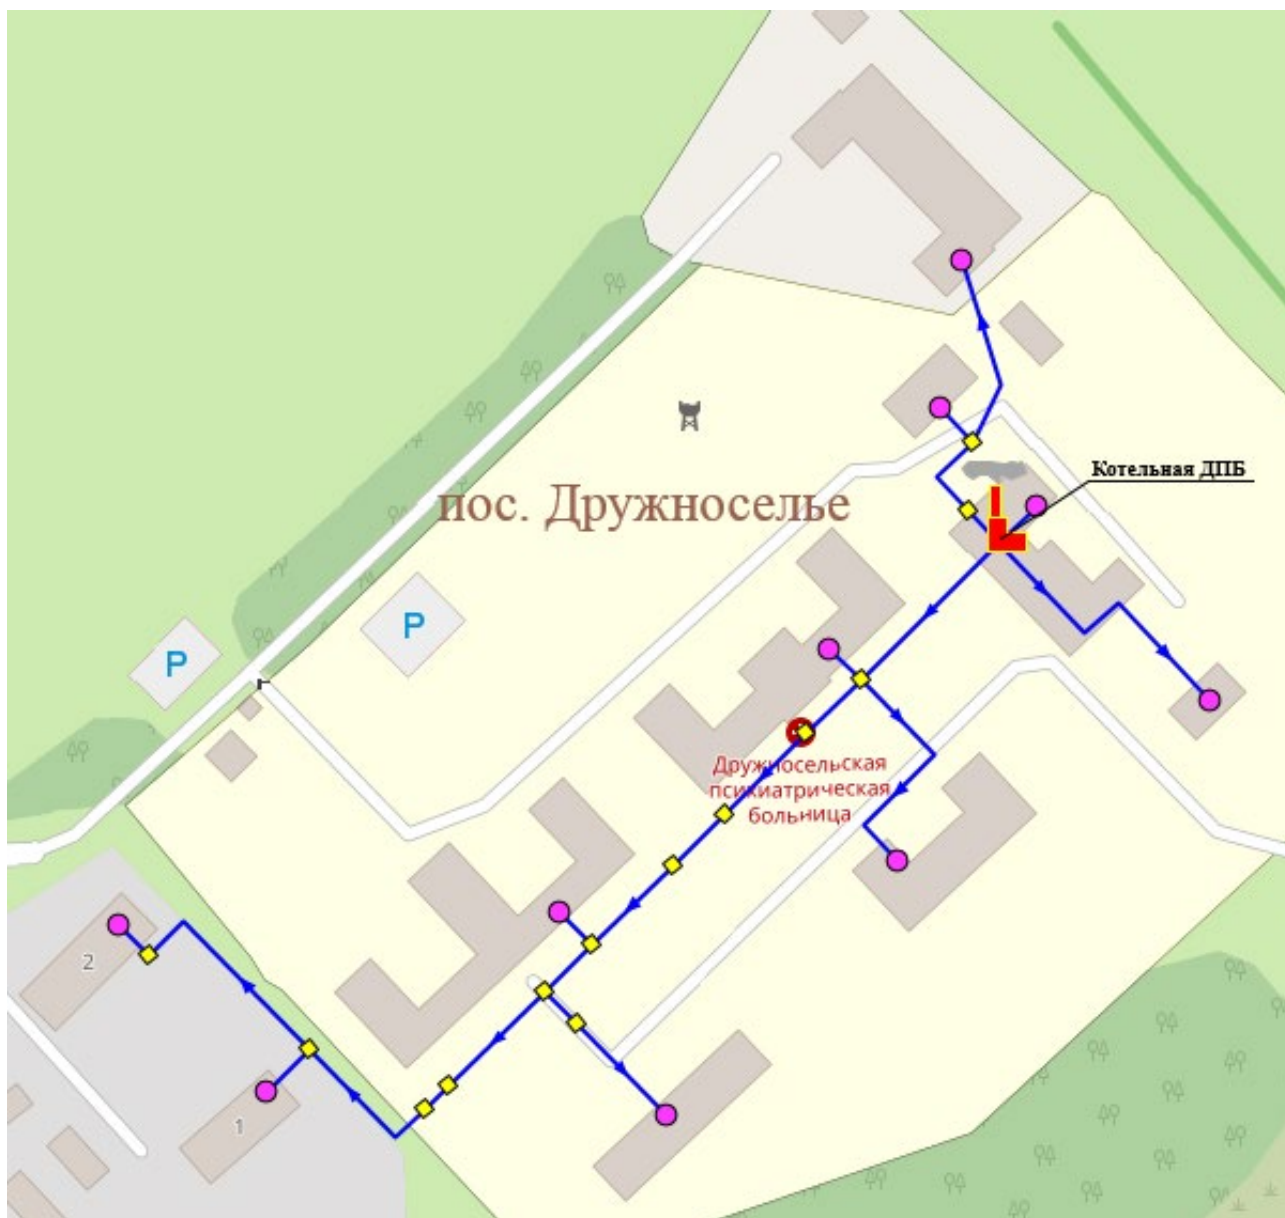 Котельная ДПБ
пос. Дружноселье
P
P
Дружносельская
психиатрическая
больница
2
1